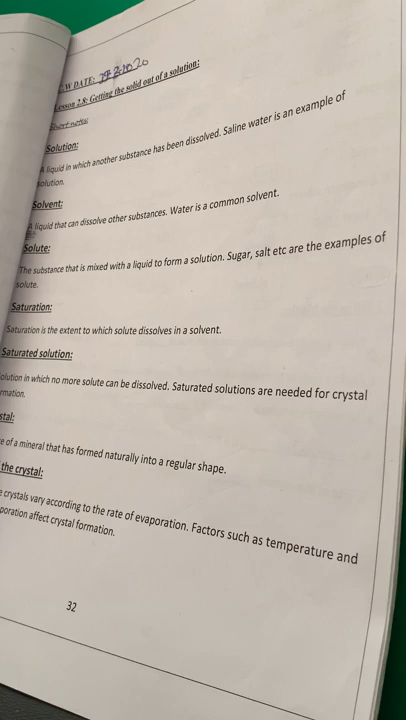 C.W DATE:
Lesson 2.8: Getting the solid out of a solution:
Short notes
Solution:
A liquid in which another substance has been dissolved. Saline water is an example of
solution.
Solvent:
A liquid that can dissolve other substances. Water is a common solvent.
Solute:
The substance that is mixed with a liquid to form a solution. Sugar, salt etc are the examples of
solute.
Saturation:
Saturation is the extent to which solute dissolves in a solvent.
Saturated solution:
olution in which no more solute can be dissolved. Saturated solutions are needed for crystal
rmation.
stal:
e of a mineral that has formed naturally into a regular shape.
the crystal:
e crystals vary according to the rate of evaporation. Factors such as temperature and
poration affect crystal formation.
32